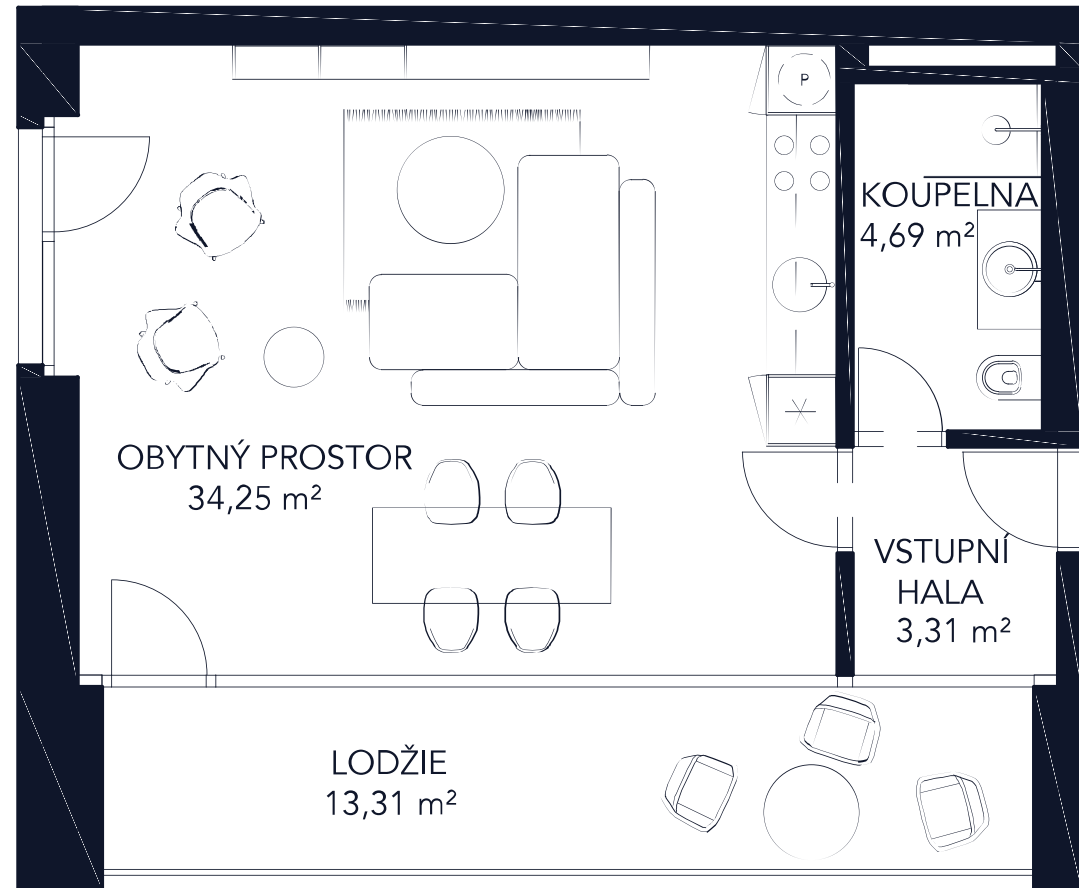 P
KOUPELNA
4,69 m²
OBYTNÝ PROSTOR
34,25 m²
VSTUPNÍ
HALA
3,31 m²
LODŽIE
13,31 m²